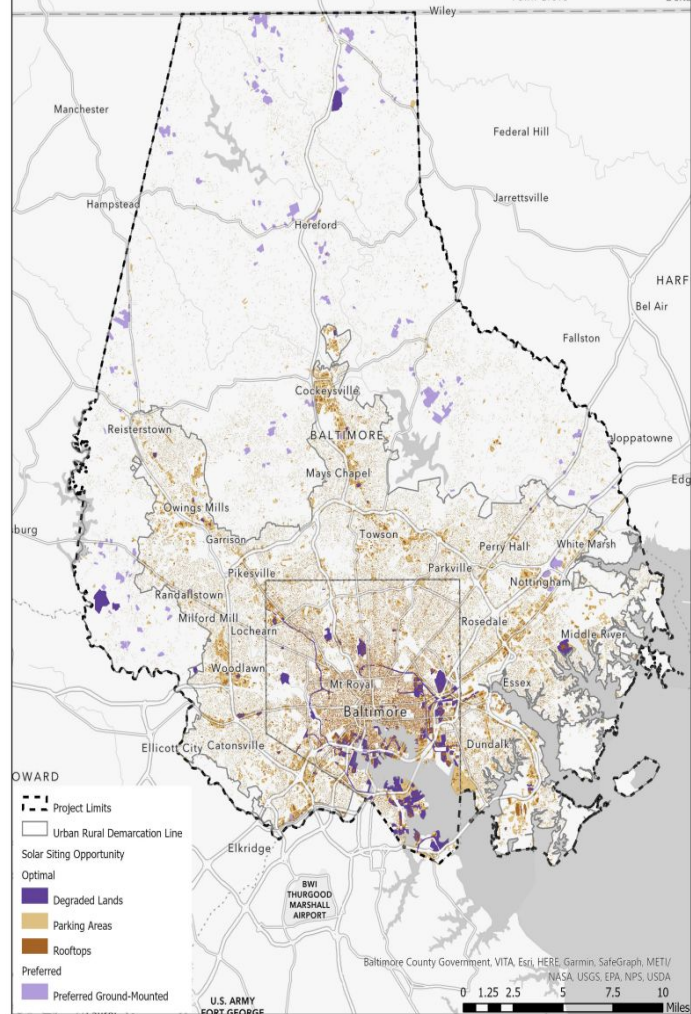 Wiley
Manchester
Federal Hill
Hampstead
Jarrettsville
Hereford
HARF
Bel Air
Fallston
Cockeysville
Reisterstown
BALTIMORE
Joppatowne
Mays Chapel
Edg
Owings Mills
sburg
Garrison
Towson
Perry Hall
White Marsh
Pikesville
Parkville
Nottingham
Randallstown
Milford Mill
Rosedale
Lochearn
Middle River
Woodlawn
Mt Royal
Essex
Baltimore
Ellicott City
Catonsville
Dundalk
OWARD
Project Limits
Urban Rural Demarcation Line
Solar Siting Opportunity
Optimal
Degraded Lands
Parking Areas
Rooftops
Preferred
Preferred Ground-Mounted
Elkridge
BWI
THURGOOD
MARSHALL
AIRPORT
U.S. ARMY
FORT GEORGE
Baltimore County Government, VITA, Esri, HERE, Garmin, SafeGraph, METI/
NASA, USGS, EPA, NPS, USDA
0 1.25 2.5 5 7.5 10
Miles